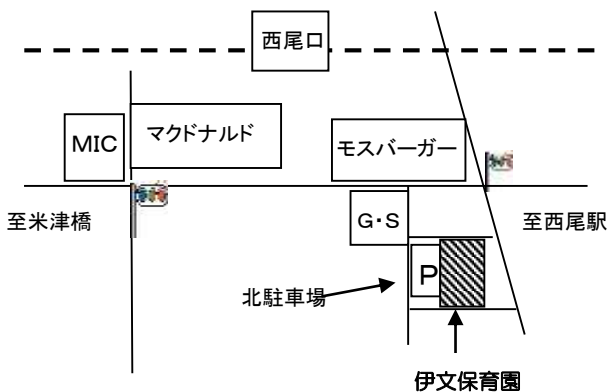 西尾口
MIC
マクドナルド
モスバーガー
至米津橋
G・S
至西尾駅
P
北駐車場
伊文保育園